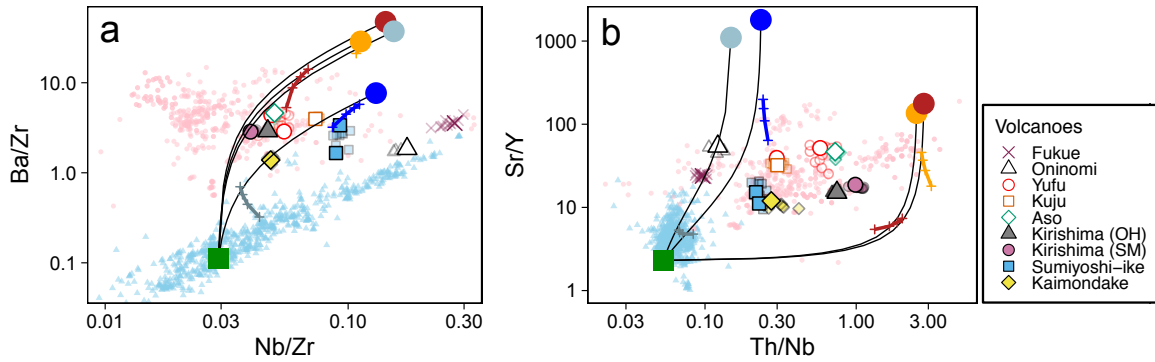 a
Ba/Zr
10.0
1.0
0.1
0.01
0.03
0.10
0.30
Nb/Zr
b
Sr/Y
1000
100
10
1
0.03
0.10
0.30
1.00
3.00
Th/Nb
Volcanoes
Fukue
Oninomi
Yufu
Kuju
Aso
Kirishima (OH)
Kirishima (SM)
Sumiyoshi−ike
Kaimondake